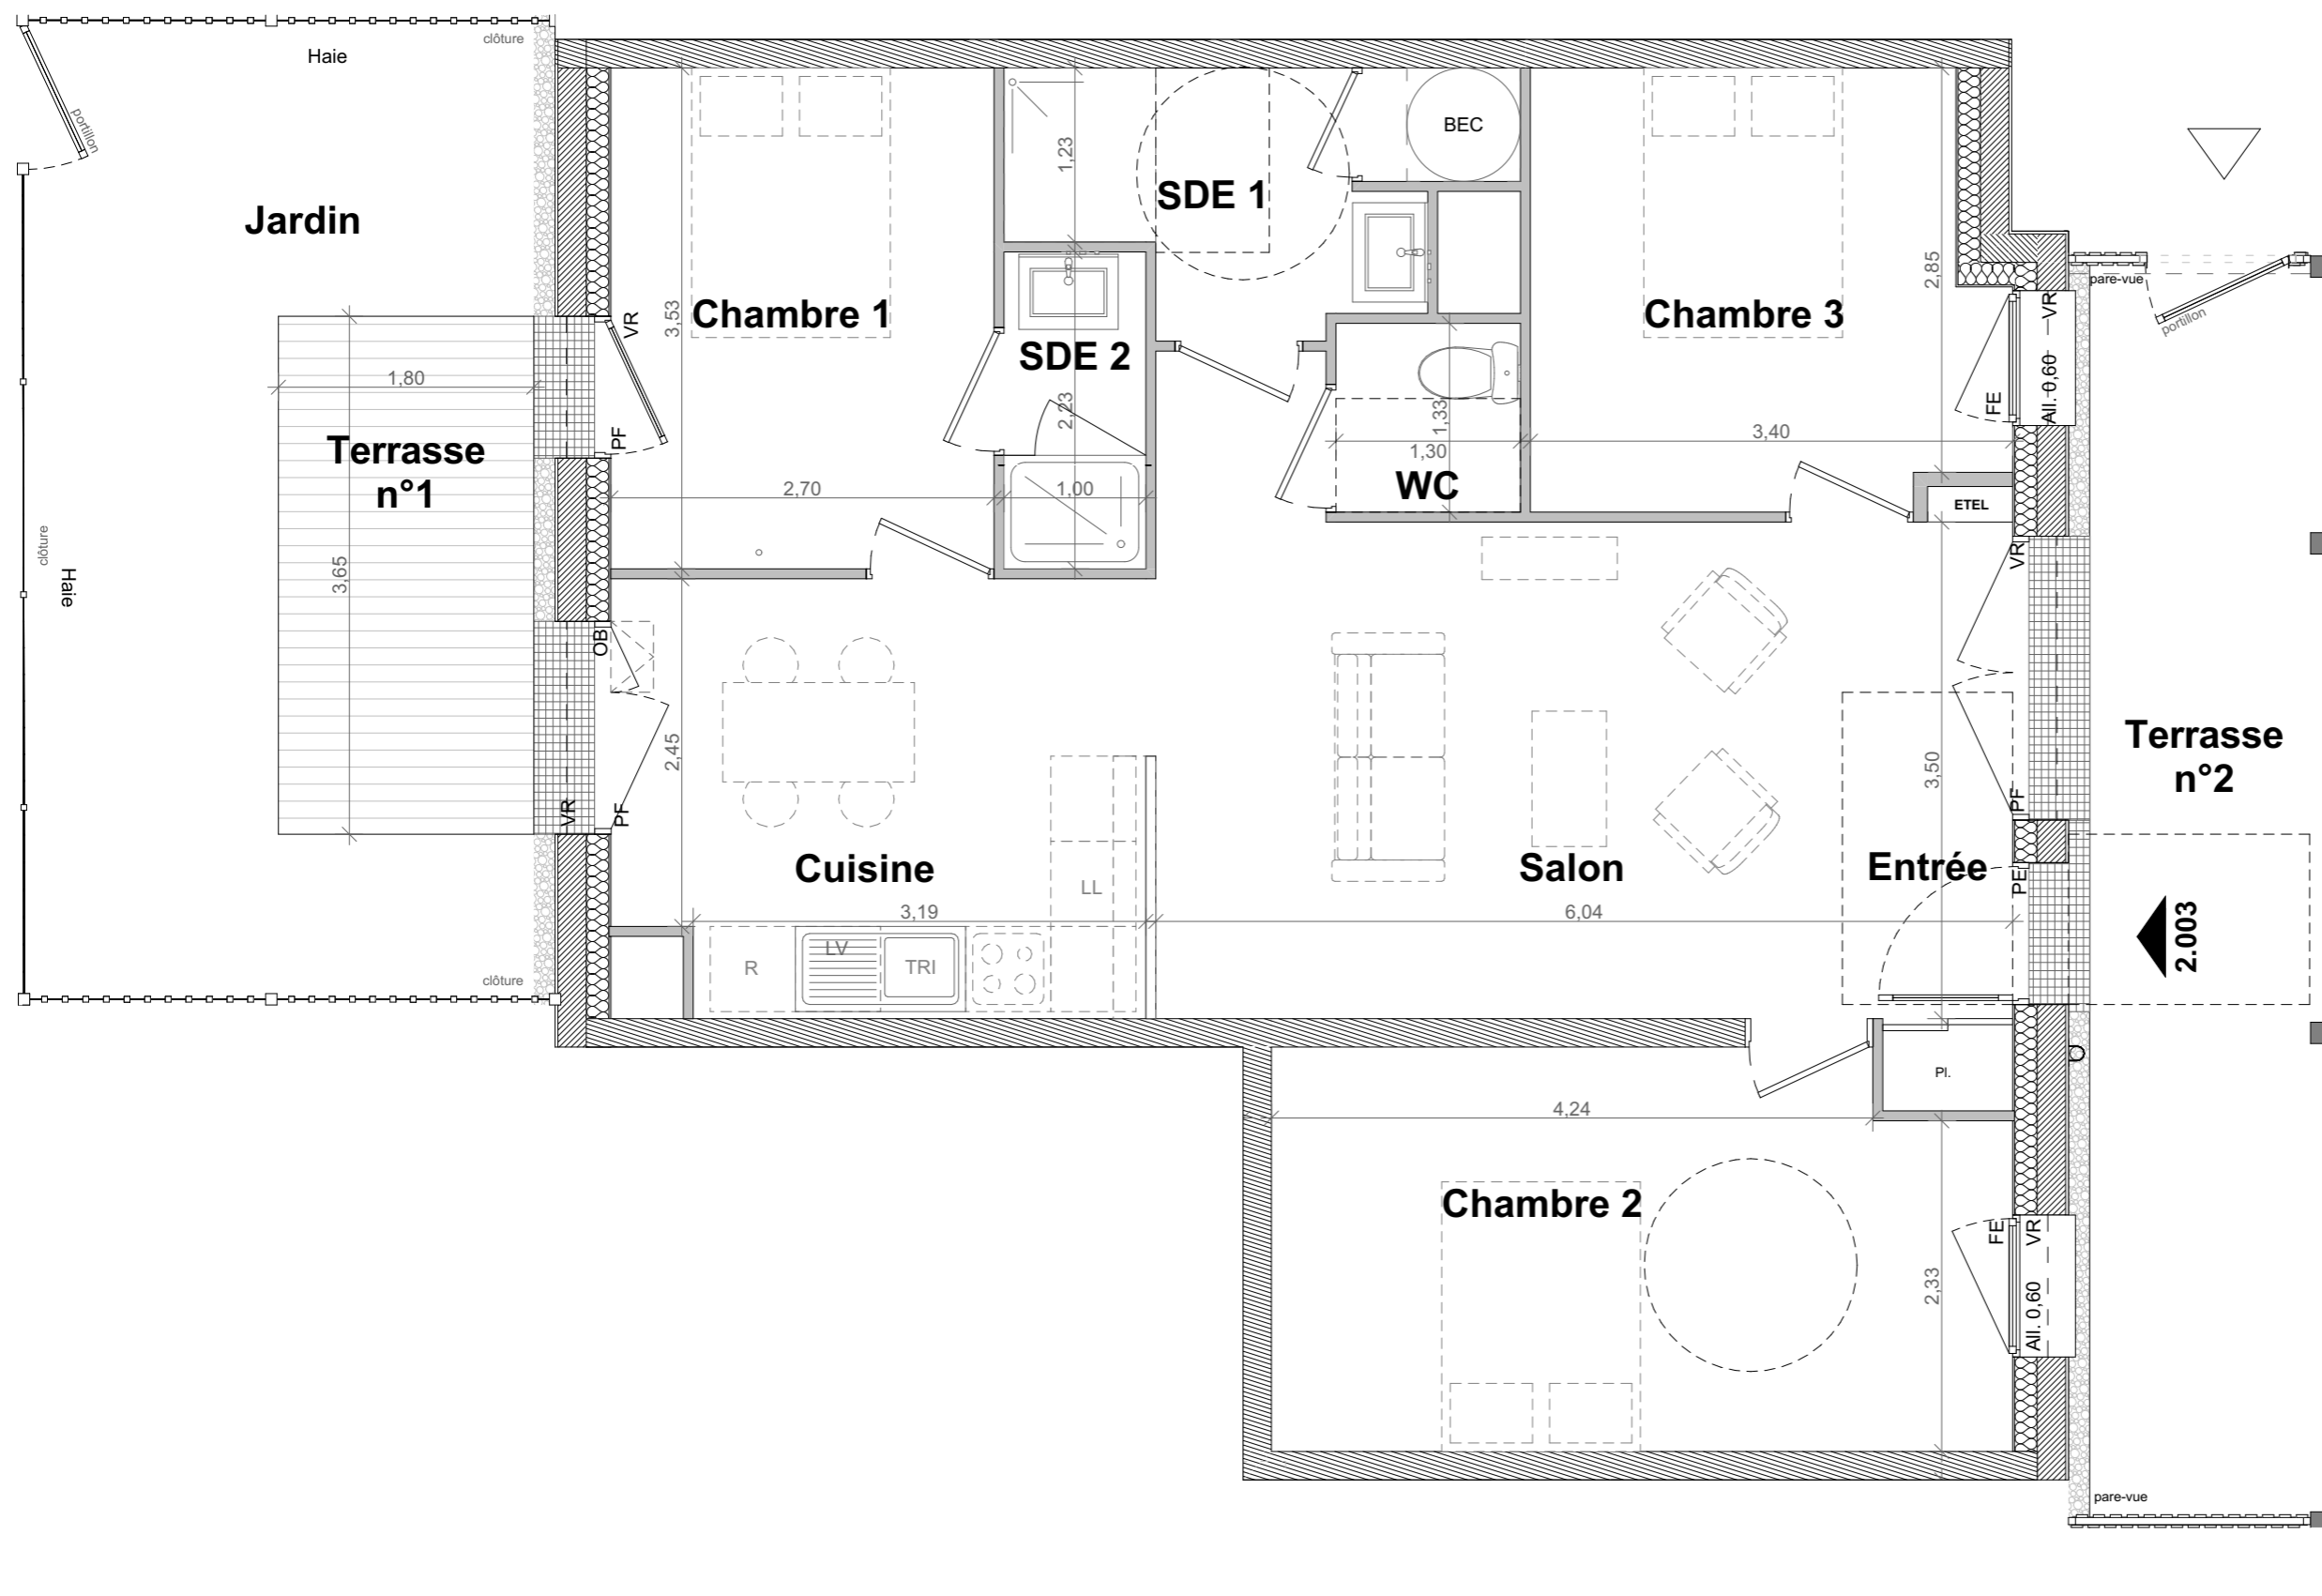 clôture
Haie
portillon
Jardin
BEC
1,23
SDE 1
2,85
pare-vue
portillon
VR
3,53
Chambre 1
Chambre 3
VR
SDE 2
All. 0,60
FE
1,80
2,23
1,33
PF
3,40
Terrasse
n°1
1,30
WC
2,70
1,00
ETEL
clôture
VR
Haie
3,65
OB
2,45
3,50
Terrasse
n°2
VR
PF
PF
Cuisine
LL
Salon
Entrée
PE
3,19
6,04
2.003
LV
R
TRI
clôture
Pl.
4,24
Chambre 2
FE
VR
2,33
All. 0,60
pare-vue